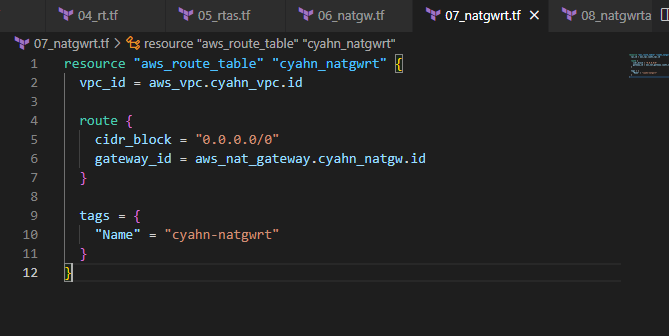 04_rt.tf 05_rtas.tf 06_natgw.tf 07_natgwrt.tf 08_natgwrta
07_natgwrt.tf > resource "aws_route_table" "cyahn_natgwrt"
1 resource "aws_route_table" "cyahn_natgwrt" {
2 vpc_id = aws_vpc.cyahn_vpc.id
3
4 route {
5 cidr_block = "0.0.0.0/0"
6 gateway_id = aws_nat_gateway.cyahn_natgw.id
7 }
8
9 tags = {
10 "Name" = "cyahn-natgwrt"
11 }
12 }